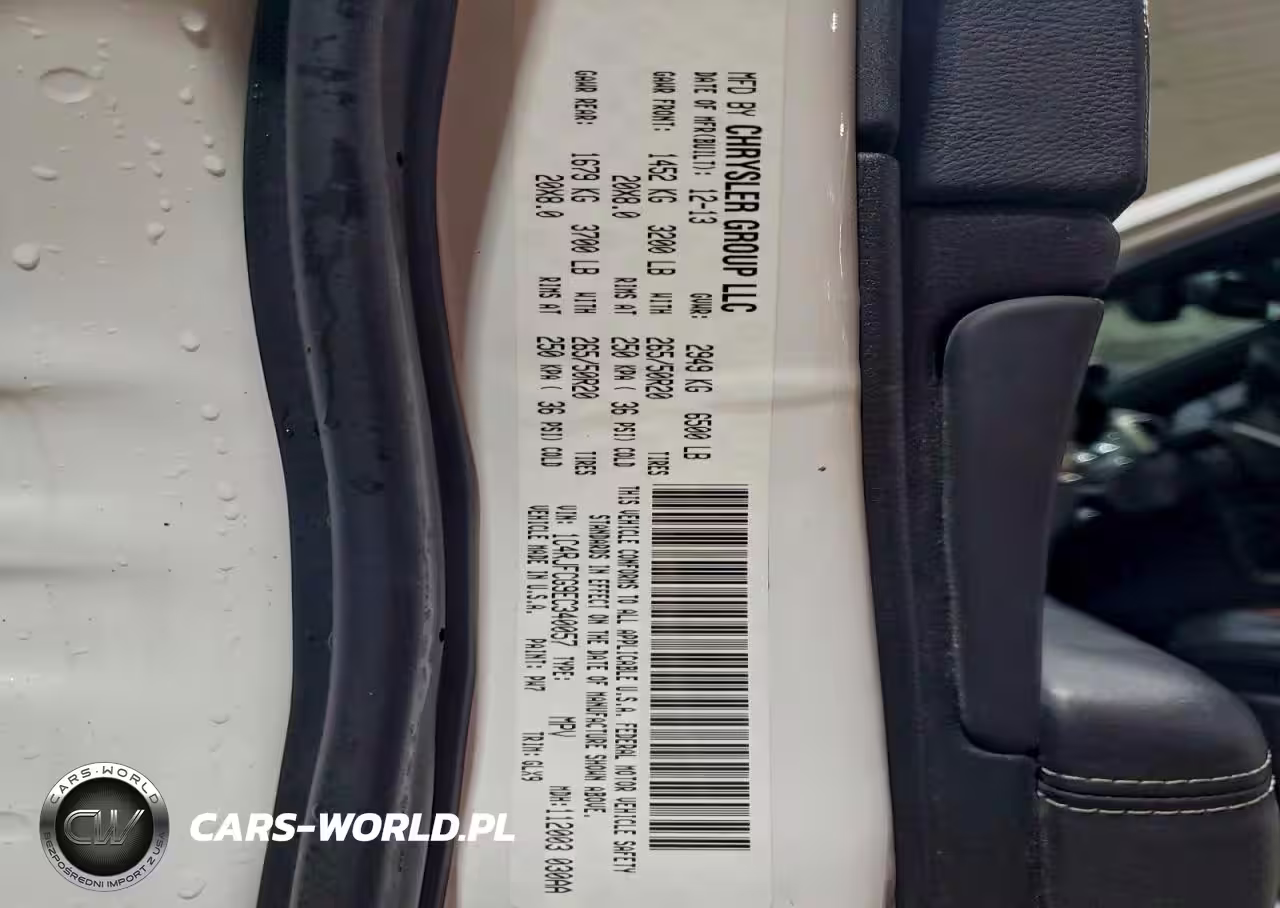 MFD BY CHRYSLER GROUP LLC
DATE OF MFR(BUILT): 12-13 GVWR: 2949 KG 6500 LB
GAWR FRONT: 1452 KG 3200 LB WITH 265/50R20 TIRES
20X8.0 RIMS AT 250 KPA ( 36 PSI) COLD
GAWR REAR: 1679 KG 3700 LB WITH 265/50R20 TIRES
20X8.0 RIMS AT 250 KPA ( 36 PSI) COLD
THIS VEHICLE CONFORMS TO ALL APPLICABLE U.S.A. FEDERAL MOTOR VEHICLE SAFETY
STANDARDS IN EFFECT ON THE DATE OF MANUFACTURE SHOWN ABOVE.
VIN: 1C4RJFCG9EC340057 TYPE: MPV MDH:112003 030AA
VEHICLE MADE IN U.S.A. PAINT: PW7 TRIM:GLX9
CARS-WORLD
CW
BEZPOŚREDNI IMPORT Z USA
CARS-WORLD.PL